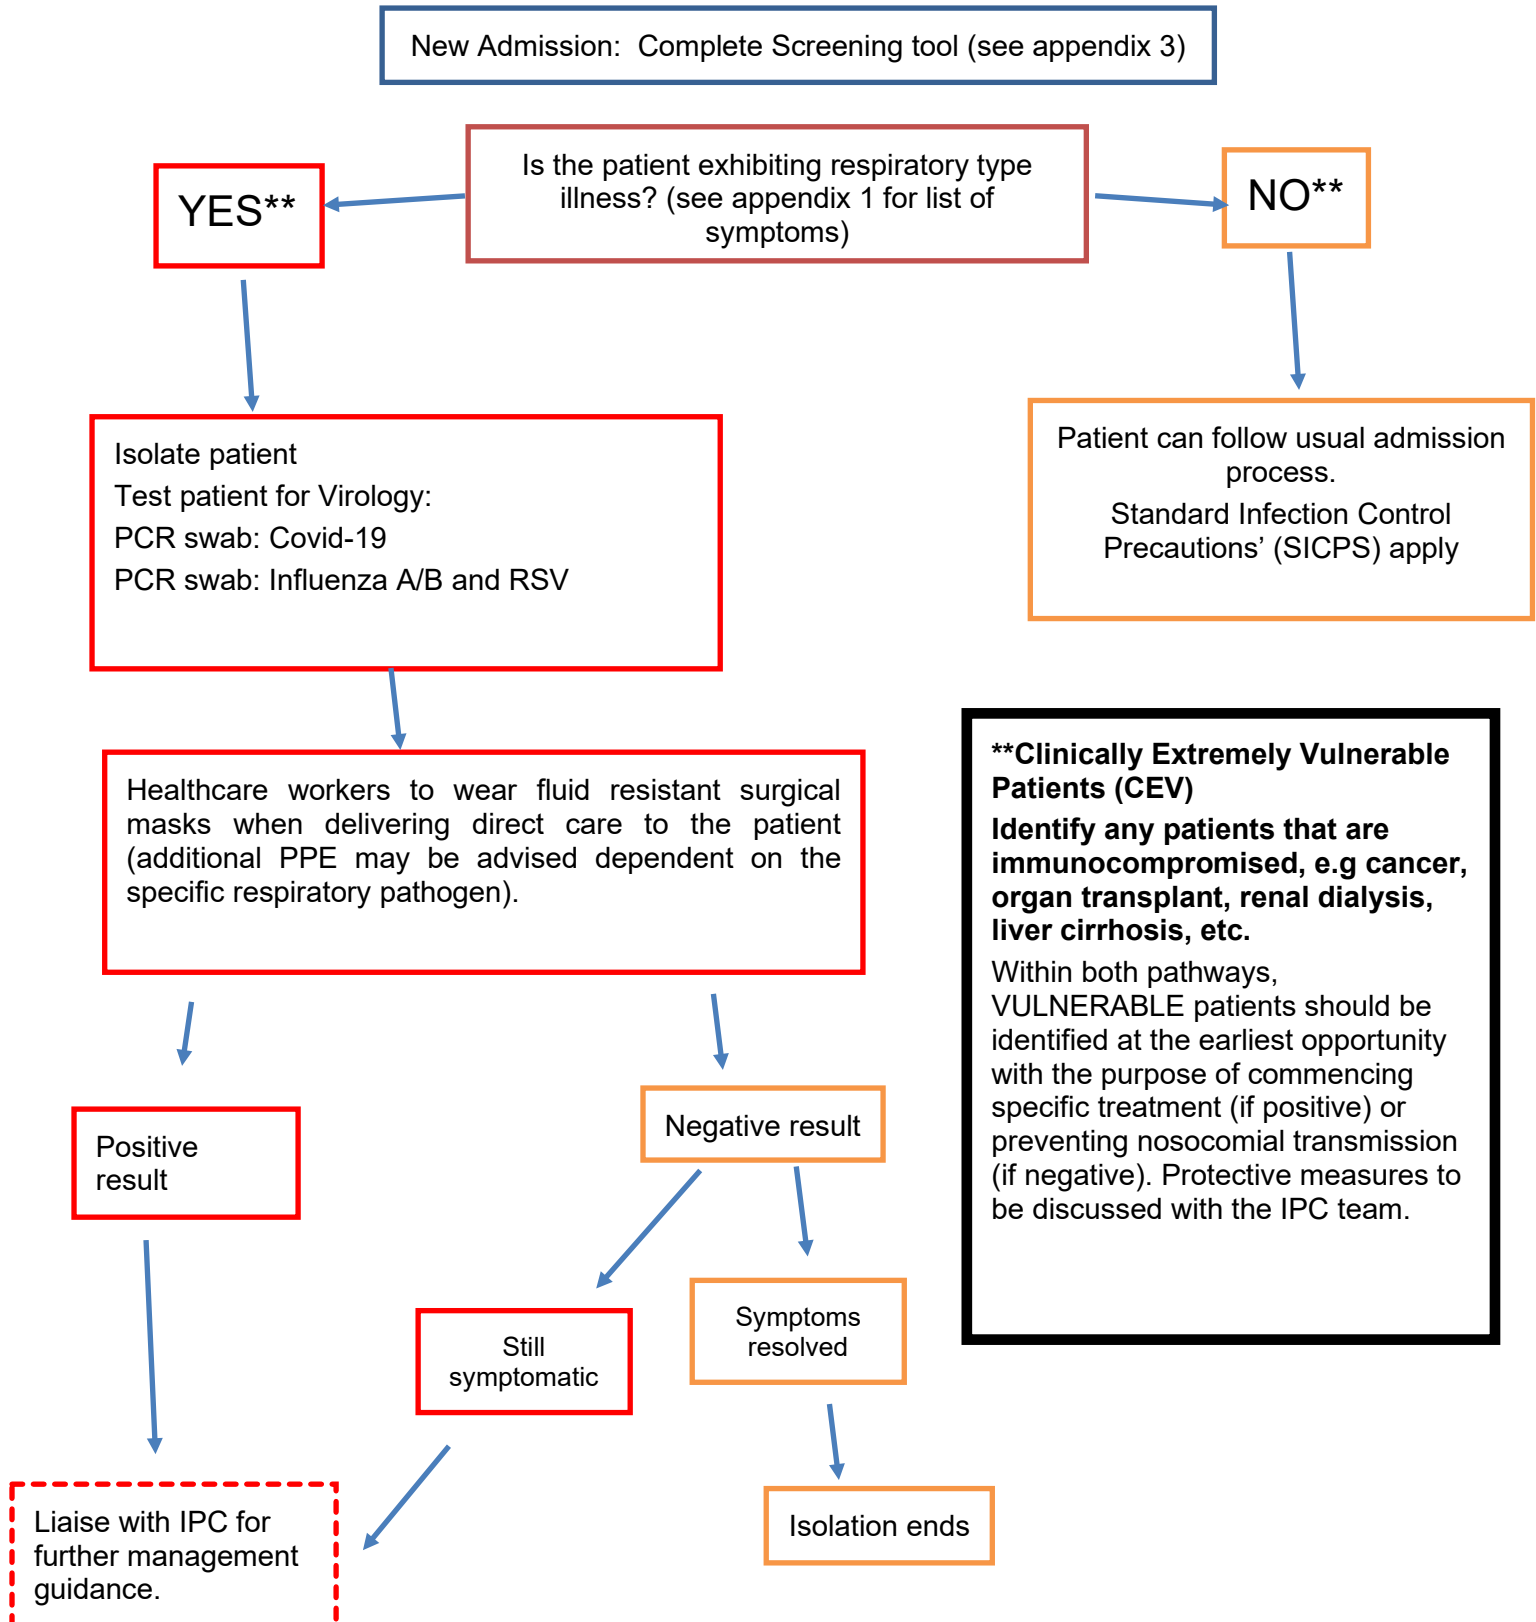 New Admission:  Complete Screening tool (see appendix 3)
Is the patient exhibiting respiratory type
illness? (see appendix 1 for list of
symptoms)
YES**
NO**
Isolate patient
Test patient for Virology:
PCR swab: Covid-19
PCR swab: Influenza A/B and RSV
Patient can follow usual admission
process.
Standard Infection Control
Precautions’ (SICPS) apply
Healthcare workers to wear fluid resistant surgical
masks when delivering direct care to the patient
(additional PPE may be advised dependent on the
specific respiratory pathogen).
**Clinically Extremely Vulnerable
Patients (CEV)
Identify any patients that are
immunocompromised, e.g cancer,
organ transplant, renal dialysis,
liver cirrhosis, etc.
Within both pathways,
VULNERABLE patients should be
identified at the earliest opportunity
with the purpose of commencing
specific treatment (if positive) or
preventing nosocomial transmission
(if negative). Protective measures to
be discussed with the IPC team.
Positive
result
Negative result
Still
symptomatic
Symptoms
resolved
Liaise with IPC for
further management
guidance.
Isolation ends